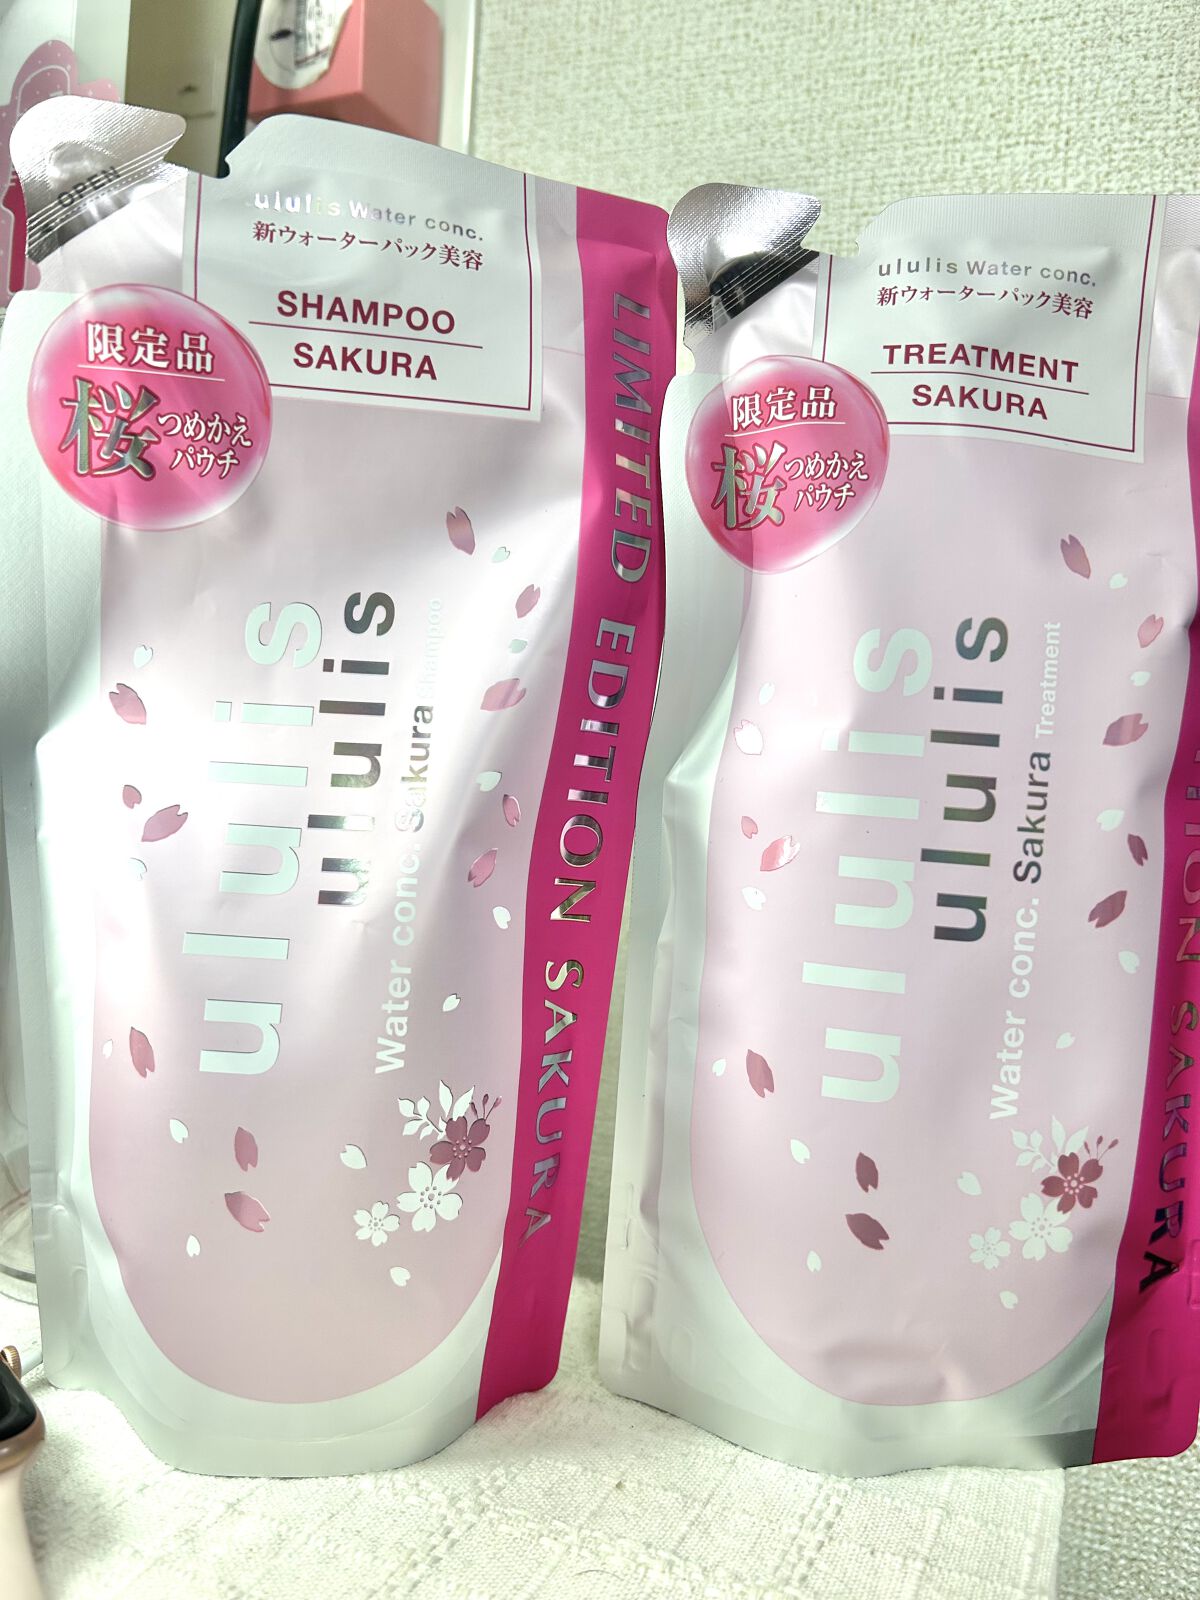 OPEN
ululis Water conc.
新ウォーターパック美容
SHAMPOO
SAKURA
限定品
桜
つめかえ
パウチ
ululis
ululis
Water conc. Sakura Shampoo
LIMITED EDITION SAKURA
ululis Water conc.
新ウォーターパック美容
TREATMENT
SAKURA
限定品
桜
つめかえ
パウチ
ululis
ululis
Water conc. Sakura Treatment
ITION SAKURA